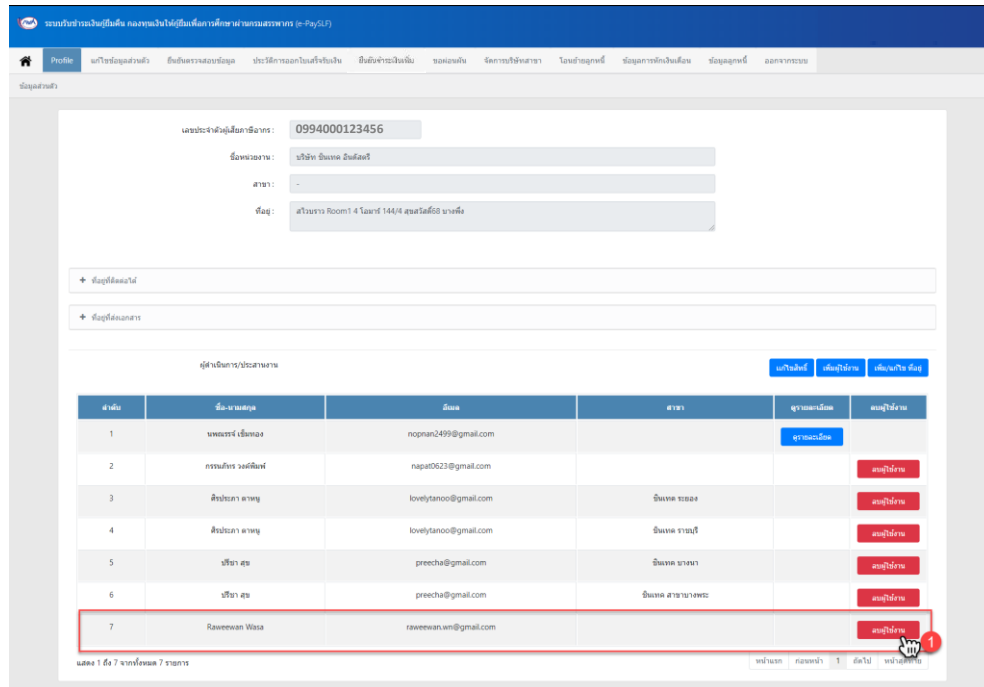 ระบบรับชำระเงินกู้ยืมคืน กองทุนเงินให้กู้ยืมเพื่อการศึกษาผ่านกรมสรรพากร (e-PaySLF)
Profile แก้ไขข้อมูลส่วนตัว ยืนยันตรวจสอบข้อมูล ประวัติการออกใบเสร็จรับเงิน ยืนยันชำระเงินเพิ่ม ขอผ่อนผัน จัดการบริษัทสาขา โอนย้ายลูกหนี้ ข้อมูลการหักเงินเดือน ข้อมูลลูกหนี้ ออกจากระบบ
ข้อมูลส่วนตัว
เลขประจำตัวผู้เสียภาษีอากร : 0994000123456
ชื่อหน่วยงาน : บริษัท ชินเทค อินดัสตรี
สาขา : -
ที่อยู่ : Room1 4 144/4 สุขสวัสดิ์68 บางพึ่ง
+ ที่อยู่ที่ติดต่อได้
+ ที่อยู่ที่ส่งเอกสาร
ผู้ดำเนินการ/ประสานงาน
แก้ไขสิทธิ์ เพิ่มผู้ใช้งาน เพิ่ม/แก้ไข ที่อยู่
ลำดับ ชื่อ-นามสกุล อีเมล สาขา ดูรายละเอียด ลบผู้ใช้งาน
1 นพณรรจ์ เข็มทอง nopnan2499@gmail.com ดูรายละเอียด
2 กรรนภัทร วงศ์พิมพ์ napat0623@gmail.com ลบผู้ใช้งาน
3 ศิรประภา ตาหนู lovelytanoo@gmail.com ชินเทค ระยอง ลบผู้ใช้งาน
4 ศิรประภา ตาหนู lovelytanoo@gmail.com ชินเทค ราชบุรี ลบผู้ใช้งาน
5 ปรีชา สุข preecha@gmail.com ชินเทค บางนา ลบผู้ใช้งาน
6 ปรีชา สุข preecha@gmail.com ชินเทค สาขาบางพระ ลบผู้ใช้งาน
7 Raweewan Wasa raweewan.wn@gmail.com ลบผู้ใช้งาน
1
แสดง 1 ถึง 7 จากทั้งหมด 7 รายการ
หน้าแรก ก่อนหน้า 1 ถัดไป หน้าสุดท้าย